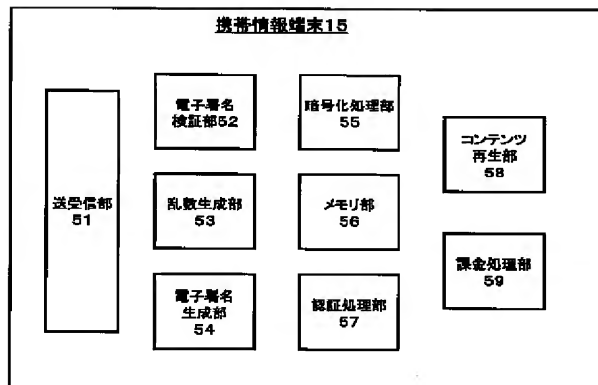 携帯情報端末15
送受信部
51
電子署名
検証部52
乱数生成部
53
電子署名
生成部
54
暗号化処理部
55
メモリ部
56
認証処理部
57
コンテンツ
再生部
58
課金処理部
59